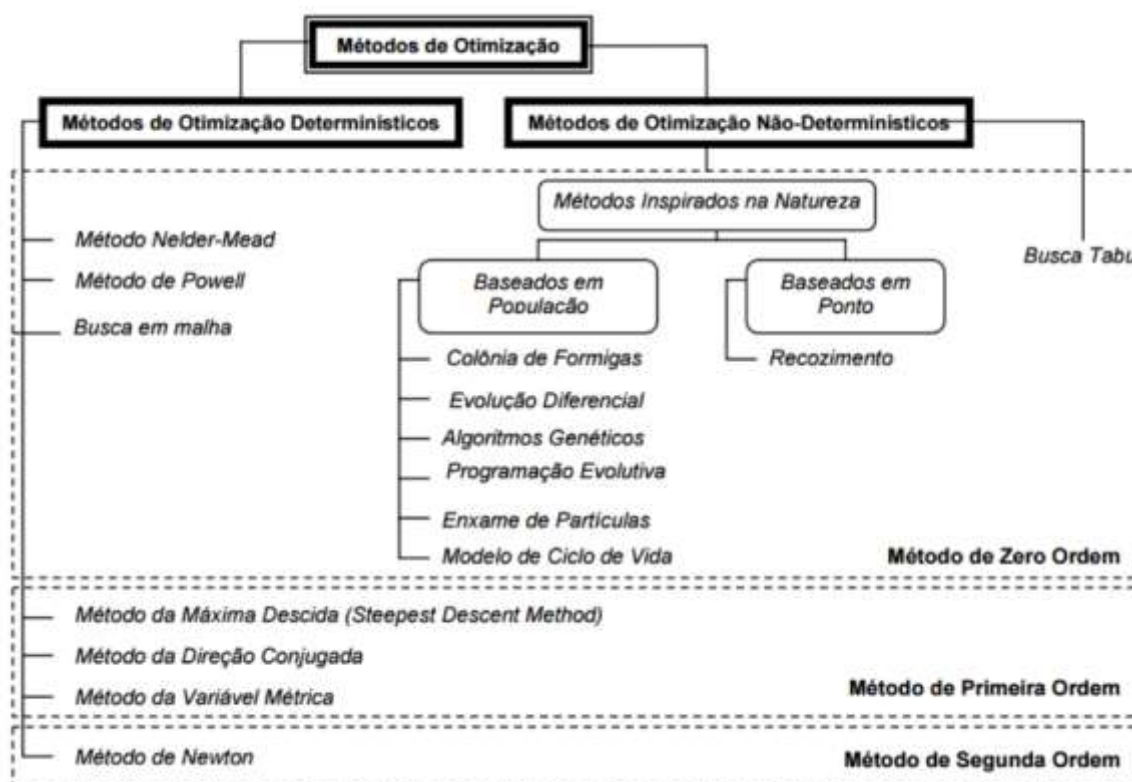 Métodos de Otimização
Métodos de Otimização Determinísticos
Métodos de Otimização Não-Determinísticos
Métodos Inspirados na Natureza
Método Nelder-Mead
Método de Powell
Busca em malha
Baseados em
População
Baseados em
Ponto
Busca Tabu
Colônia de Formigas
Evolução Diferencial
Algoritmos Genéticos
Programação Evolutiva
Enxame de Partículas
Modelo de Ciclo de Vida
Recozimento
Método de Zero Ordem
Método da Máxima Descida (Steepest Descent Method)
Método da Direção Conjugada
Método da Variável Métrica
Método de Primeira Ordem
Método de Newton
Método de Segunda Ordem